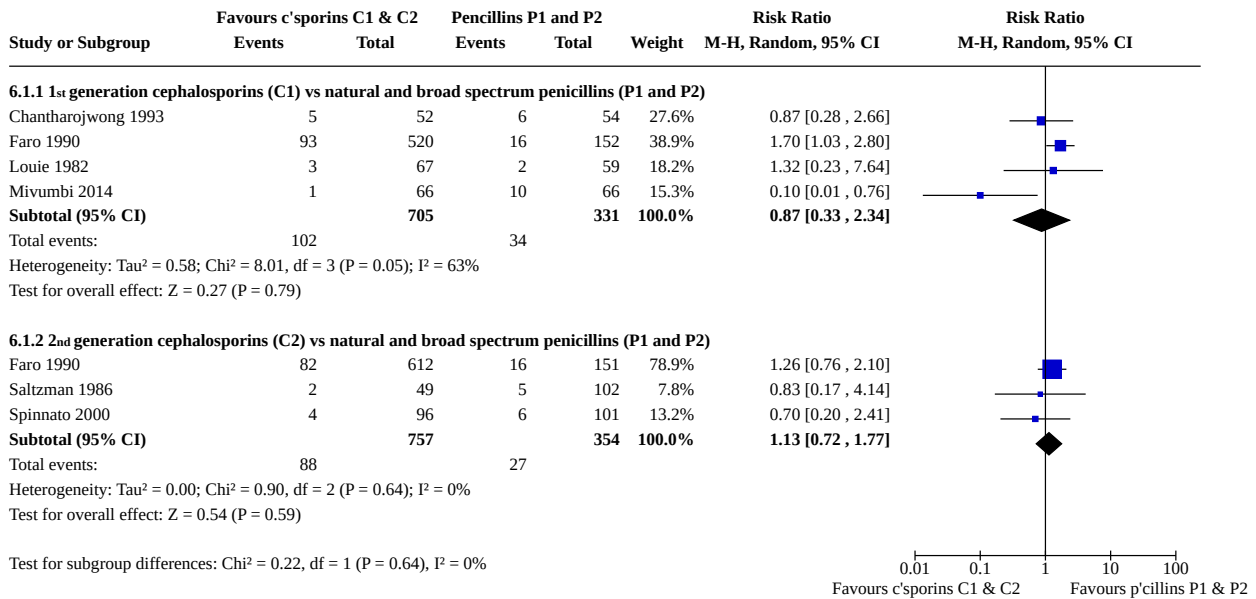 Favours c'sporins C1 & C2 Pencillins P1 and P2 Risk Ratio Risk Ratio
Study or Subgroup Events Total Events Total Weight M-H, Random, 95% CI M-H, Random, 95% CI
6.1.1 1st generation cephalosporins (C1) vs natural and broad spectrum penicillins (P1 and P2)
Chantharojwong 1993 5 52 6 54 27.6% 0.87 [0.28 , 2.66]
Faro 1990 93 520 16 152 38.9% 1.70 [1.03 , 2.80]
Louie 1982 3 67 2 59 18.2% 1.32 [0.23 , 7.64]
Mivumbi 2014 1 66 10 66 15.3% 0.10 [0.01 , 0.76]
Subtotal (95% CI) 705 331 100.0% 0.87 [0.33 , 2.34]
Total events: 102 34
Heterogeneity: Tau² = 0.58; Chi² = 8.01, df = 3 (P = 0.05); I² = 63%
Test for overall effect: Z = 0.27 (P = 0.79)
6.1.2 2nd generation cephalosporins (C2) vs natural and broad spectrum penicillins (P1 and P2)
Faro 1990 82 612 16 151 78.9% 1.26 [0.76 , 2.10]
Saltzman 1986 2 49 5 102 7.8% 0.83 [0.17 , 4.14]
Spinnato 2000 4 96 6 101 13.2% 0.70 [0.20 , 2.41]
Subtotal (95% CI) 757 354 100.0% 1.13 [0.72 , 1.77]
Total events: 88 27
Heterogeneity: Tau² = 0.00; Chi² = 0.90, df = 2 (P = 0.64); I² = 0%
Test for overall effect: Z = 0.54 (P = 0.59)
Test for subgroup differences: Chi² = 0.22, df = 1 (P = 0.64), I² = 0%
0.01 0.1 1 10 100
Favours c'sporins C1 & C2 Favours p'cillins P1 & P2